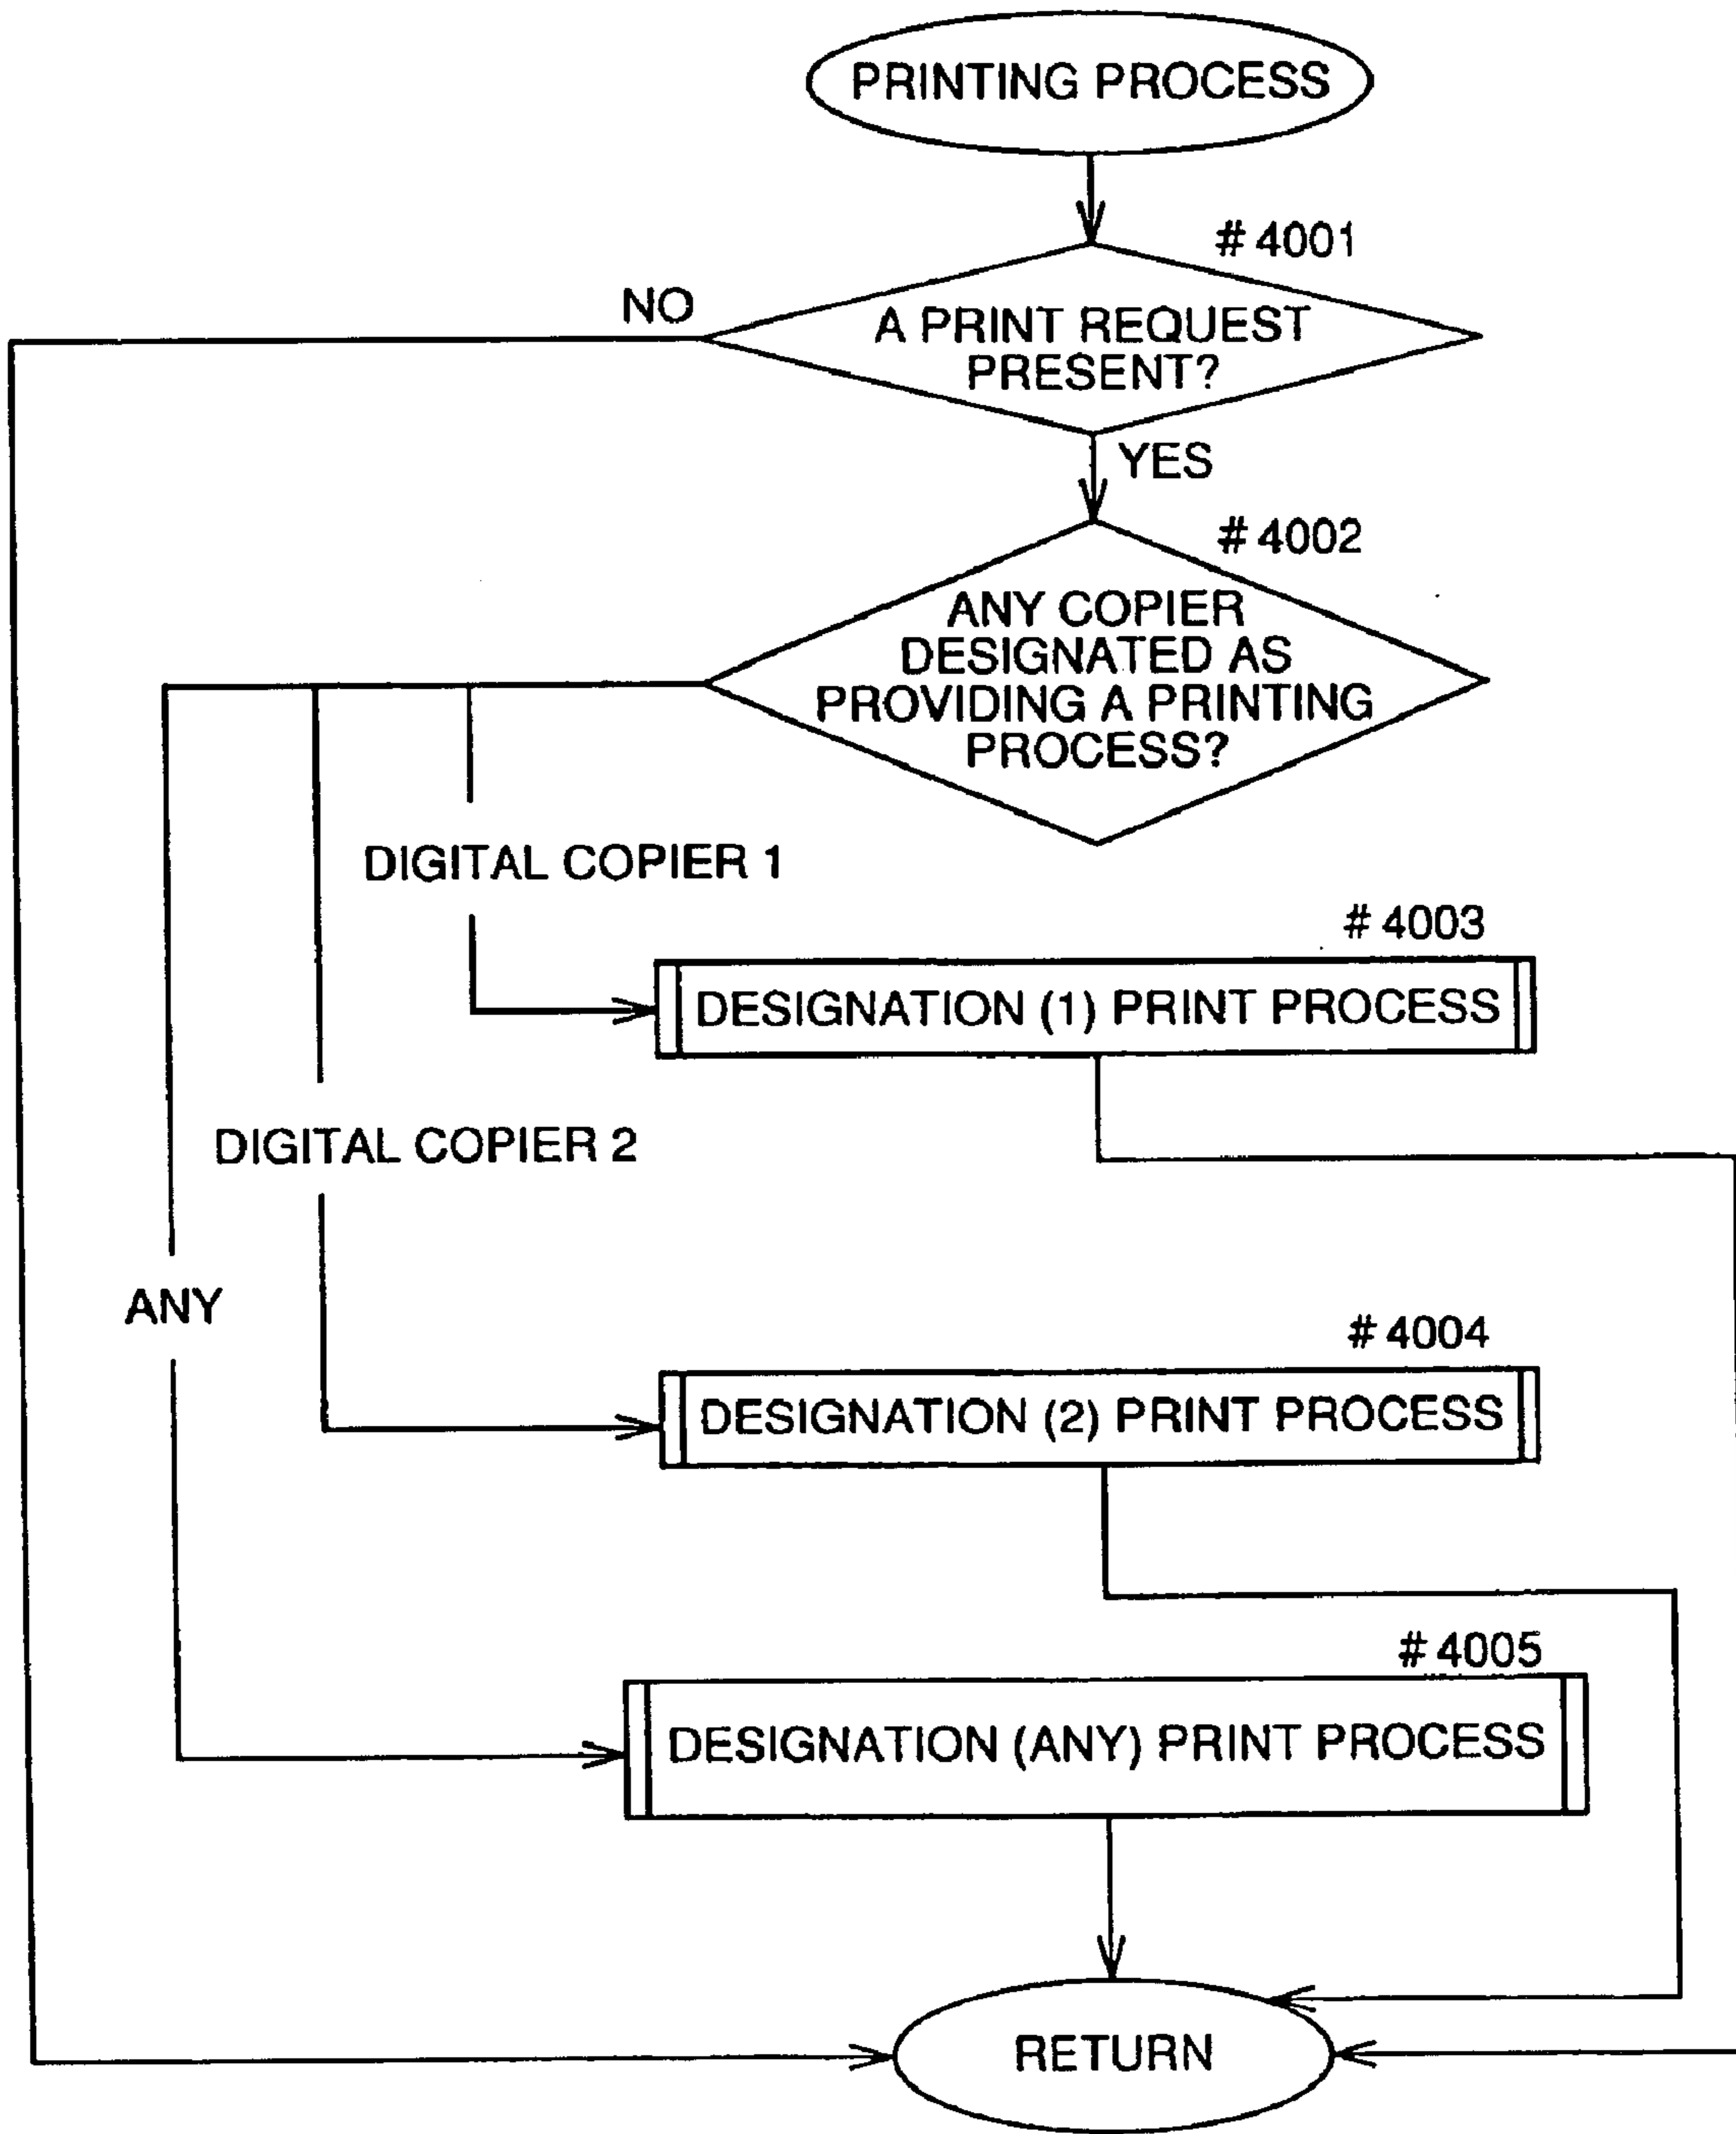 PRINTING PROCESS
# 4001
NO
A PRINT REQUEST
PRESENT?
YES
# 4002
ANY COPIER
DESIGNATED AS
PROVIDING A PRINTING
PROCESS?
DIGITAL COPIER 1
# 4003
DESIGNATION (1) PRINT PROCESS
DIGITAL COPIER 2
ANY
# 4004
DESIGNATION (2) PRINT PROCESS
# 4005
DESIGNATION (ANY) PRINT PROCESS
RETURN